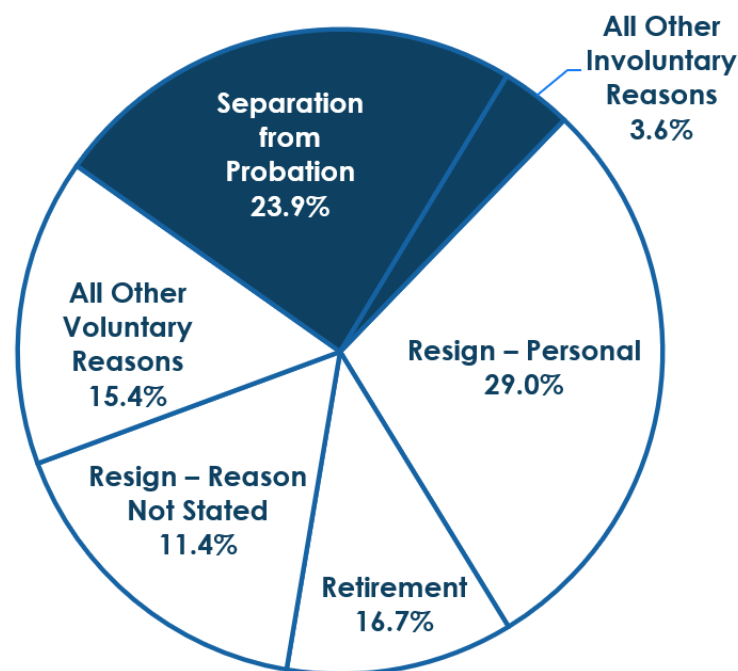 All Other
Involuntary
Reasons
3.6%
Separation
from
Probation
23.9%
All Other
Voluntary
Reasons
15.4%
Resign – Personal
29.0%
Resign – Reason
Not Stated
11.4%
Retirement
16.7%